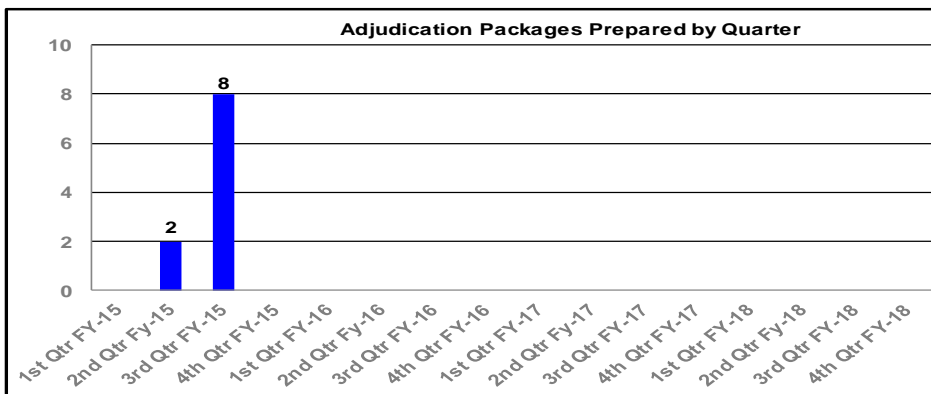 Adjudication Packages Prepared by Quarter
10
8
6
4
2
0
2
8
1st Qtr FY-15
2nd Qtr Fy-15
3rd Qtr FY-15
4th Qtr FY-15
1st Qtr FY-16
2nd Qtr Fy-16
3rd Qtr FY-16
4th Qtr FY-16
1st Qtr FY-17
2nd Qtr Fy-17
3rd Qtr FY-17
4th Qtr FY-17
1st Qtr FY-18
2nd Qtr Fy-18
3rd Qtr FY-18
4th Qtr FY-18